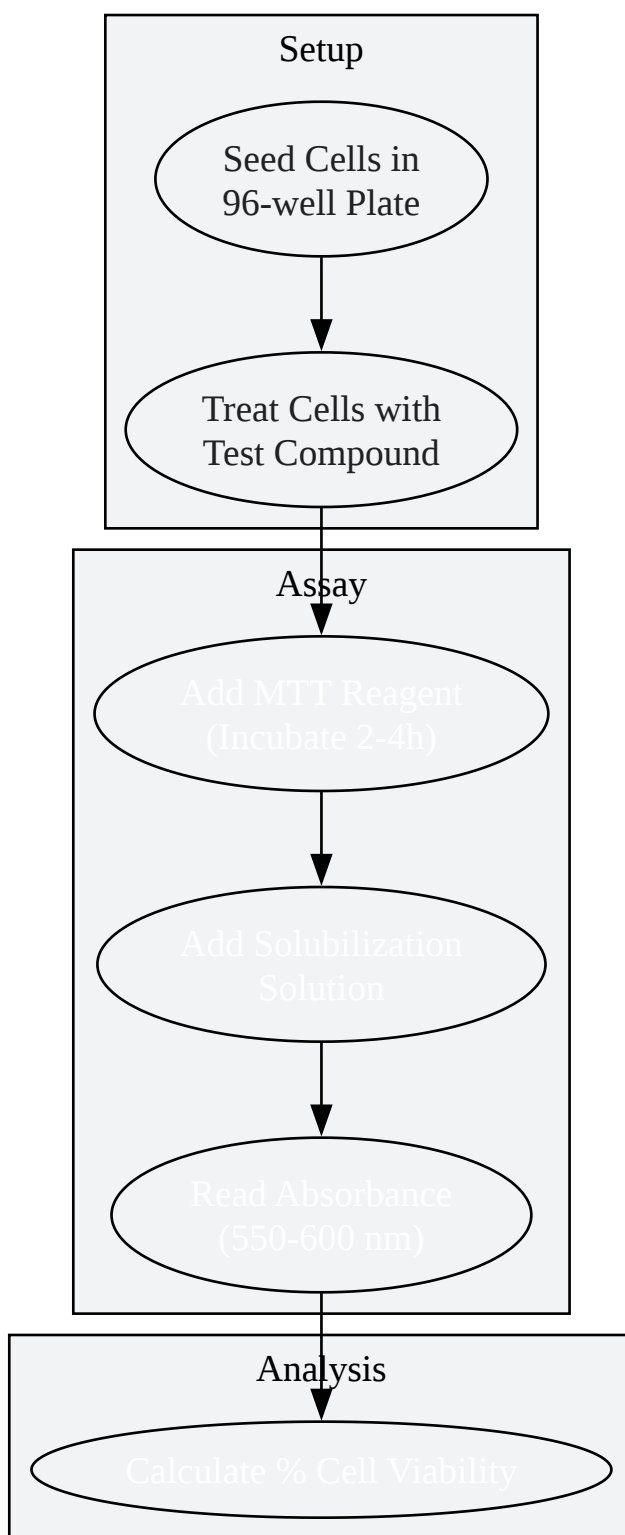 Setup
Seed Cells in
96-well Plate
Treat Cells with
Test Compound
Assay
Add MTT Reagent
(Incubate 2-4h)
Add Solubilization
Solution
Read Absorbance
(550-600 nm)
Analysis
Calculate % Cell Viability